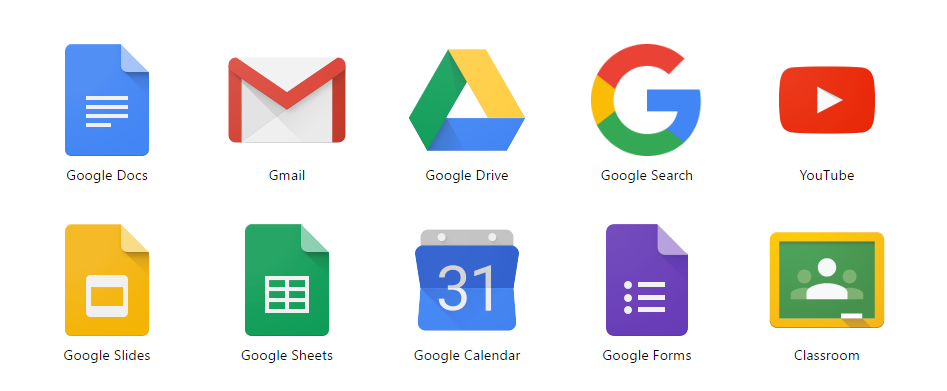 Google Docs
Gmail
Google Drive
Google Search
YouTube
31
Google Slides
Google Sheets
Google Calendar
Google Forms
Classroom